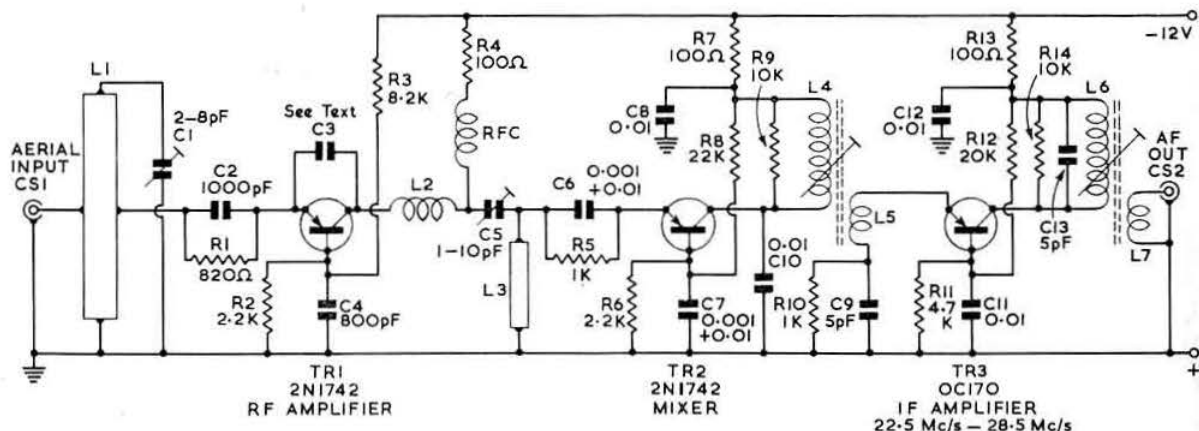 L1
2-8pF
C1
AERIAL
INPUT
CS1
C2
1000pF
R1
820Ω
See Text
C3
R2
2.2K
C4
800pF
R3
8.2K
R4
100Ω
RFC
L2
C5
1-10pF
L3
C6
0.001
+0.01
R5
1K
R6
2.2K
C7
0.001
+0.01
R7
100Ω
C8
0.01
R8
22K
R9
10K
L4
0.01
C10
L5
R10
1K
C9
5pF
R11
4.7
K
C11
0.01
R13
100Ω
C12
0.01
R12
20K
R14
10K
C13
5pF
L6
L7
AF
OUT
CS2
+
-12V
+
TR1
2N1742
RF AMPLIFIER
TR2
2N1742
MIXER
TR3
OC170
IF AMPLIFIER
22.5 Mc/s — 28.5 Mc/s